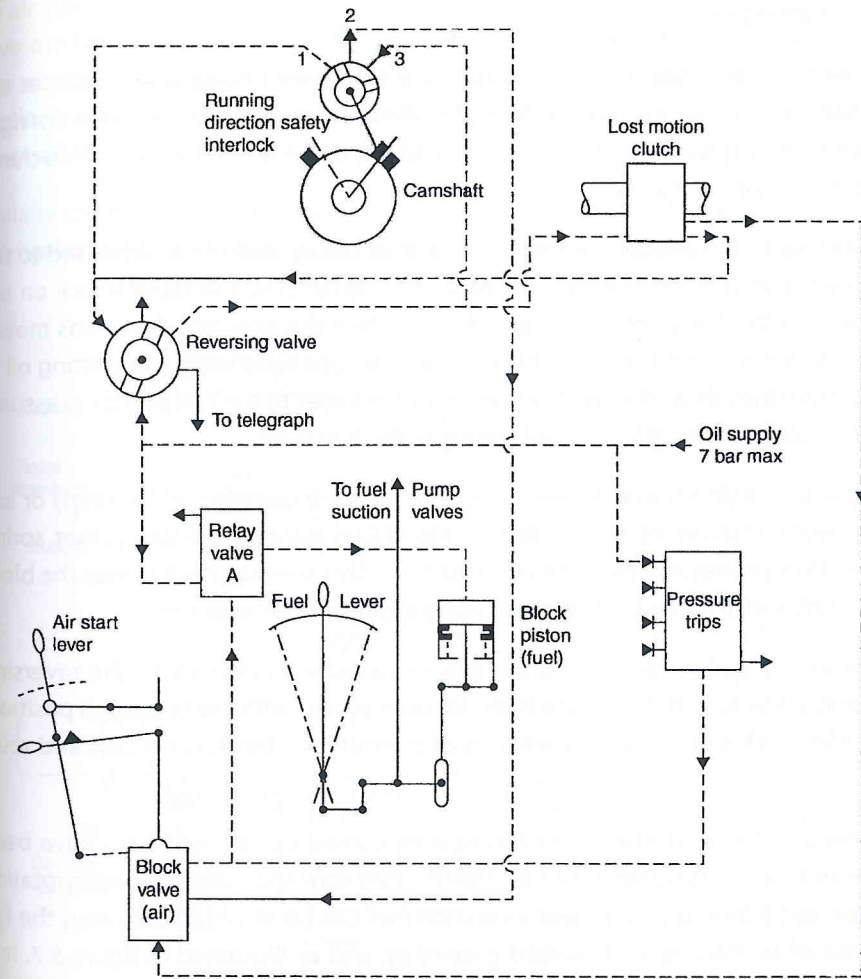 2
1
3
Running
direction safety
interlock
Camshaft
Lost motion
clutch
Reversing valve
To telegraph
Oil supply
7 bar max
To fuel
suction
Pump
valves
Relay
valve
A
Fuel
Lever
Block
piston
(fuel)
Pressure
trips
Air start
lever
Block
valve
(air)